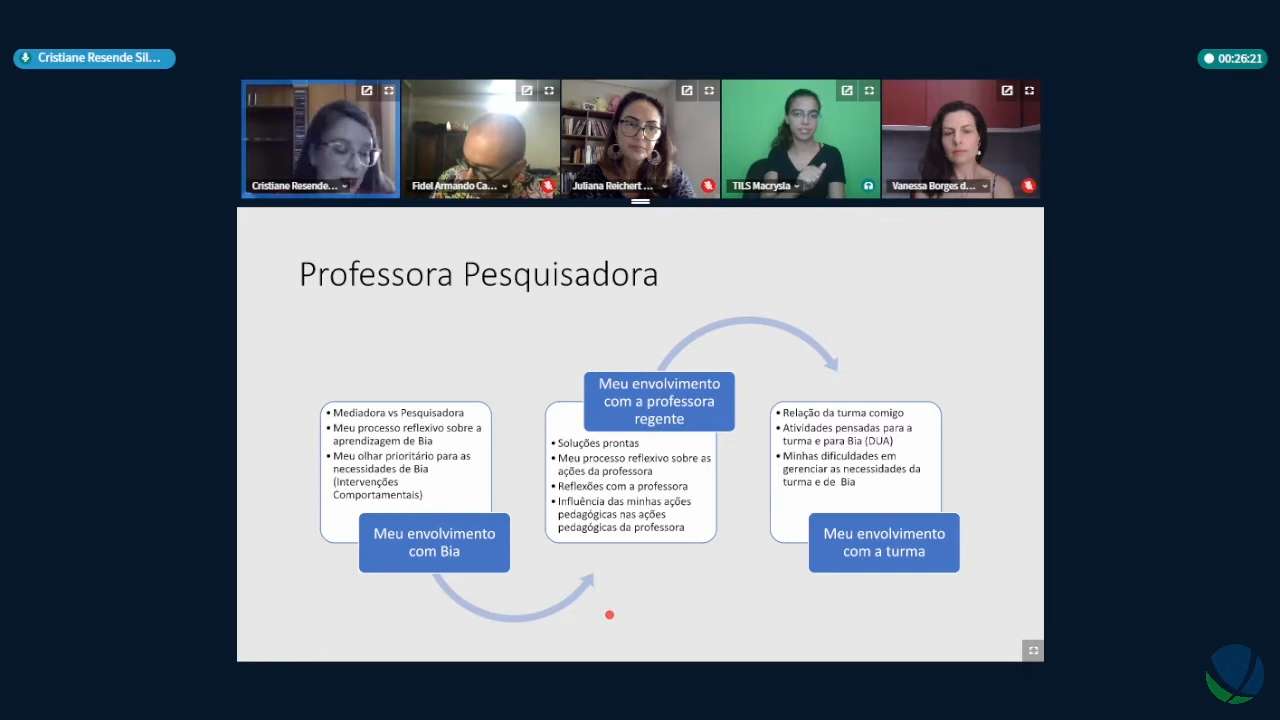 Cristiane Resende Sil...
00:26:21
Cristiane Resende...
Fidel Armando Ca...
Juliana Reichert ...
TILS Macrysla
Vanessa Borges d...
Professora Pesquisadora
• Mediadora vs Pesquisadora
• Meu processo reflexivo sobre a
aprendizagem de Bia
• Meu olhar prioritário para as
necessidades de Bia
(Intervenções
Comportamentais)
Meu envolvimento
com Bia
Meu envolvimento
com a professora
regente
• Soluções prontas
• Meu processo reflexivo sobre as
ações da professora
• Reflexões com a professora
• Influência das minhas ações
pedagógicas nas ações
pedagógicas da professora
• Relação da turma comigo
• Atividades pensadas para a
turma e para Bia (DUA)
• Minhas dificuldades em
gerenciar as necessidades da
turma e de Bia
Meu envolvimento
com a turma